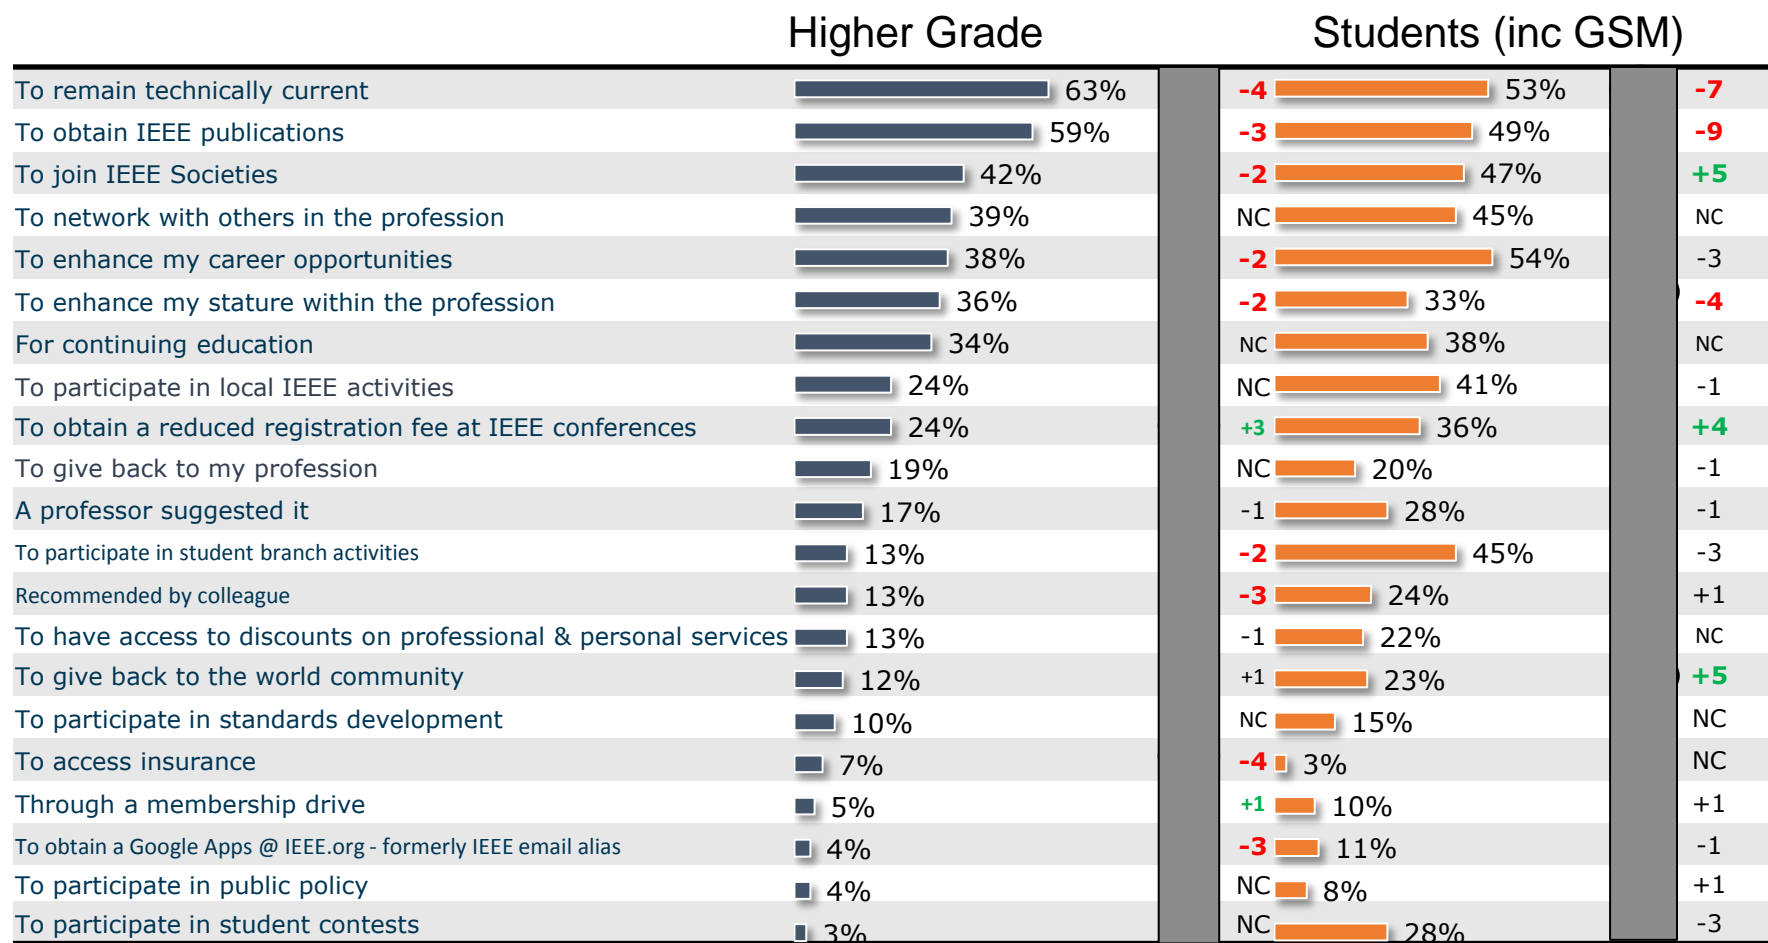 Higher Grade Students (inc GSM)
To remain technically current 63% -4 53% -7
To obtain IEEE publications 59% -3 49% -9
To join IEEE Societies 42% -2 47% +5
To network with others in the profession 39% NC 45% NC
To enhance my career opportunities 38% -2 54% -3
To enhance my stature within the profession 36% -2 33% -4
For continuing education 34% NC 38% NC
To participate in local IEEE activities 24% NC 41% -1
To obtain a reduced registration fee at IEEE conferences 24% +3 36% +4
To give back to my profession 19% NC 20% -1
A professor suggested it 17% -1 28% -1
To participate in student branch activities 13% -2 45% -3
Recommended by colleague 13% -3 24% +1
To have access to discounts on professional & personal services 13% -1 22% NC
To give back to the world community 12% +1 23% +5
To participate in standards development 10% NC 15% NC
To access insurance 7% -4 3% NC
Through a membership drive 5% +1 10% +1
To obtain a Google Apps @ IEEE.org - formerly IEEE email alias 4% -3 11% -1
To participate in public policy 4% NC 8% +1
To participate in student contests 3% NC 28% -3